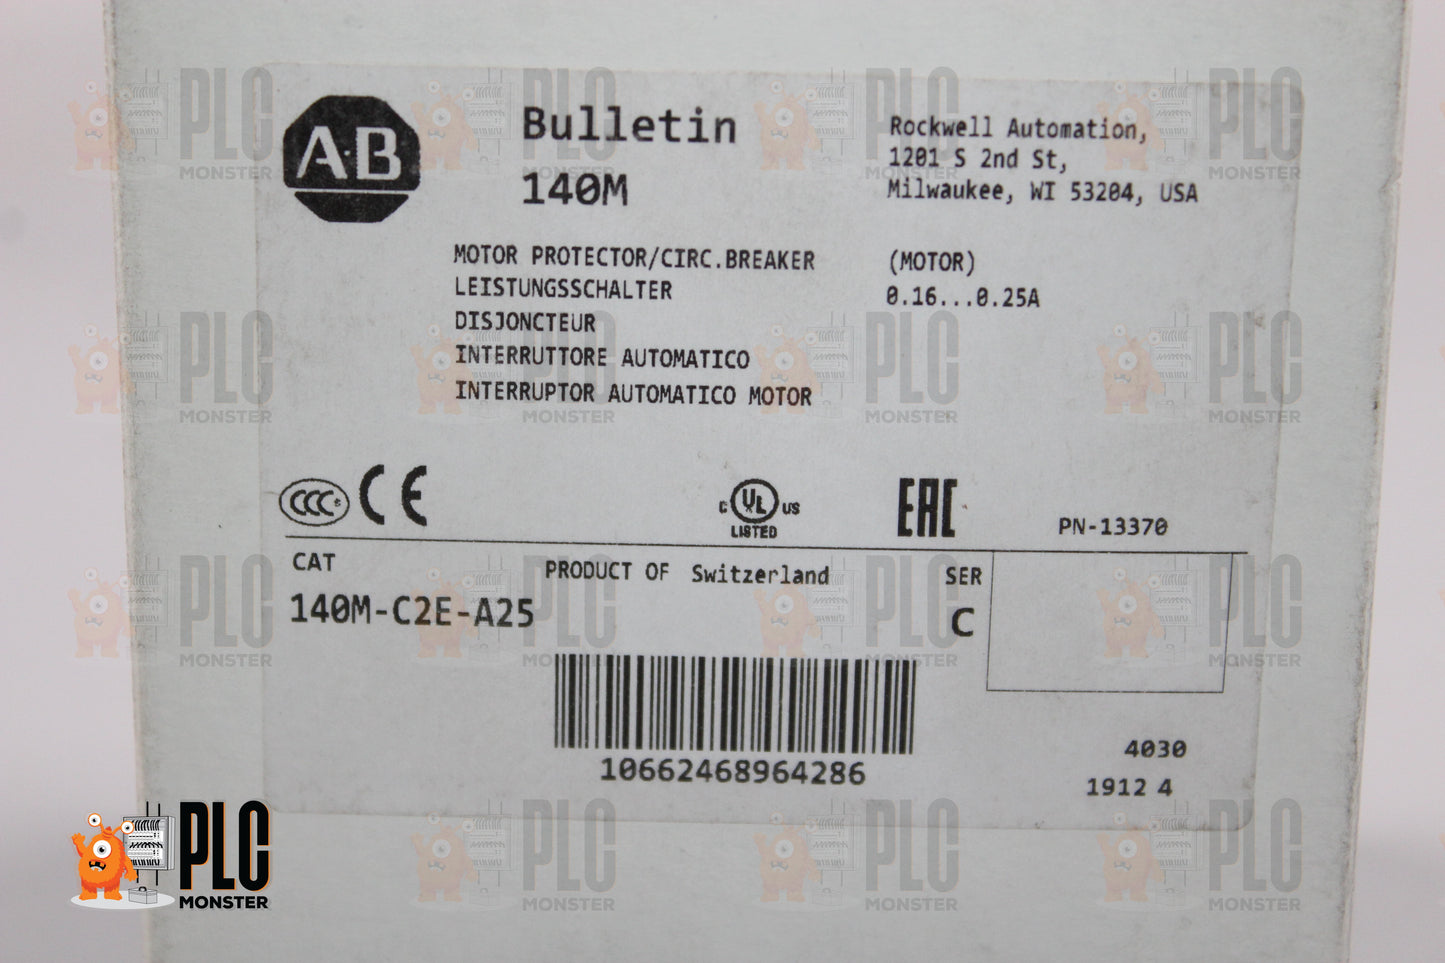 AB
Bulletin
140M
Rockwell Automation,
1201 S 2nd St,
Milwaukee, WI 53204, USA
MOTOR PROTECTOR/CIRC.BREAKER
LEISTUNGSSCHALTER
DISJONCTEUR
INTERRUTTORE AUTOMATICO
INTERRUPTOR AUTOMATICO MOTOR
(MOTOR)
0.16...0.25A
CCC CE
C UL US
LISTED
EAC
PN-13370
CAT
140M-C2E-A25
PRODUCT OF Switzerland
SER
C
10662468964286
4030
1912 4
PLC
MONSTER